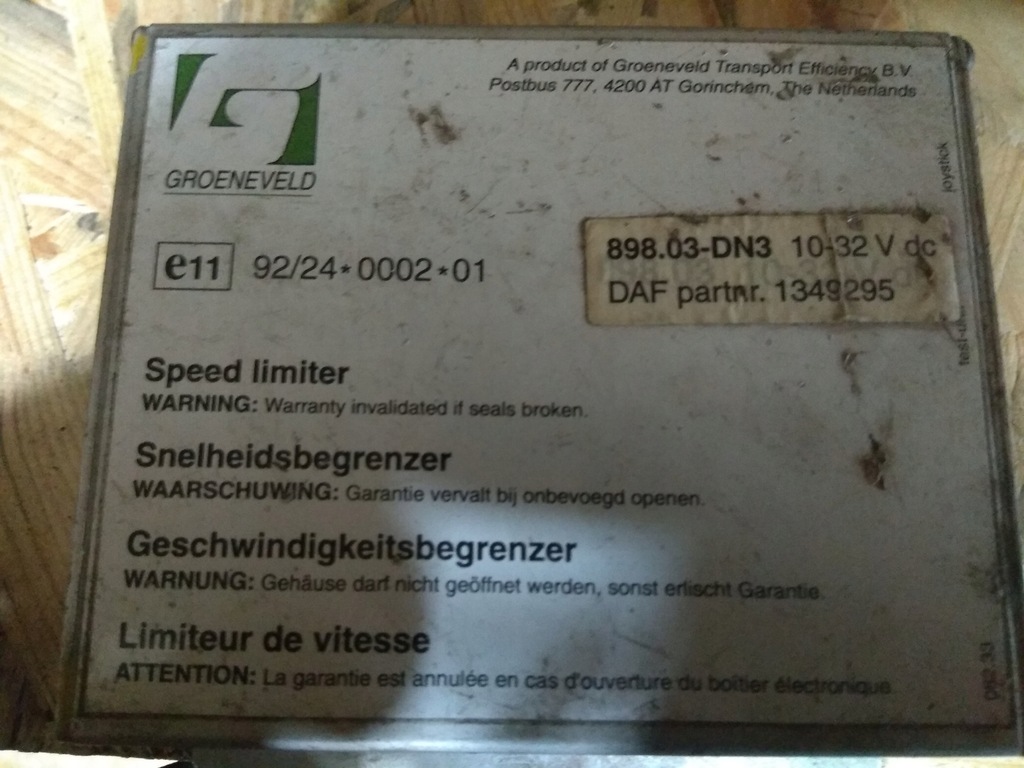 A product of Groeneveld Transport Efficiency B.V.
Postbus 777, 4200 AT Gorinchem, The Netherlands
GROENEVELD
joystick
e11 92/24*0002*01
898.03-DN3 10-32 V dc
DAF partnr. 1349295
Speed limiter
WARNING: Warranty invalidated if seals broken.
Snelheidsbegrenzer
WAARSCHUWING: Garantie vervalt bij onbevoegd openen.
Geschwindigkeitsbegrenzer
WARNUNG: Gehäuse darf nicht geöffnet werden, sonst erlischt Garantie.
Limiteur de vitesse
ATTENTION: La garantie est annulée en cas d'ouverture du boîtier électronique.